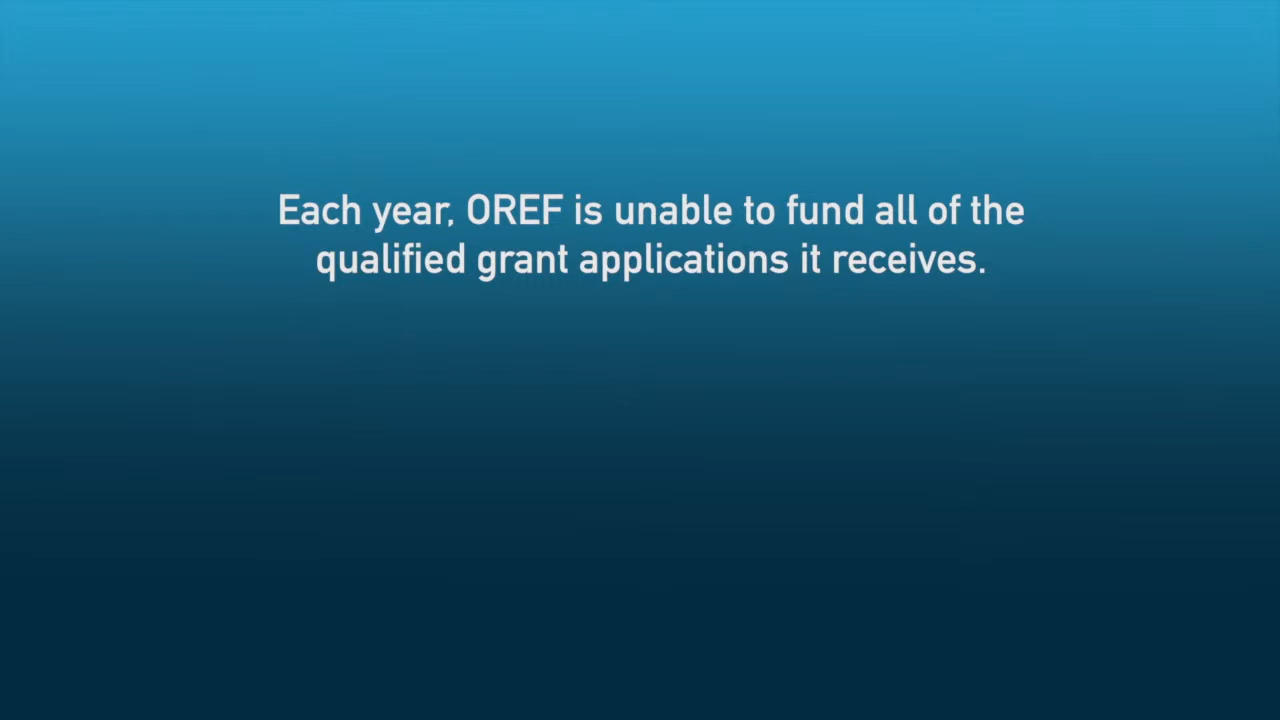 Each year, OREF is unable to fund all of the
qualified grant applications it receives.